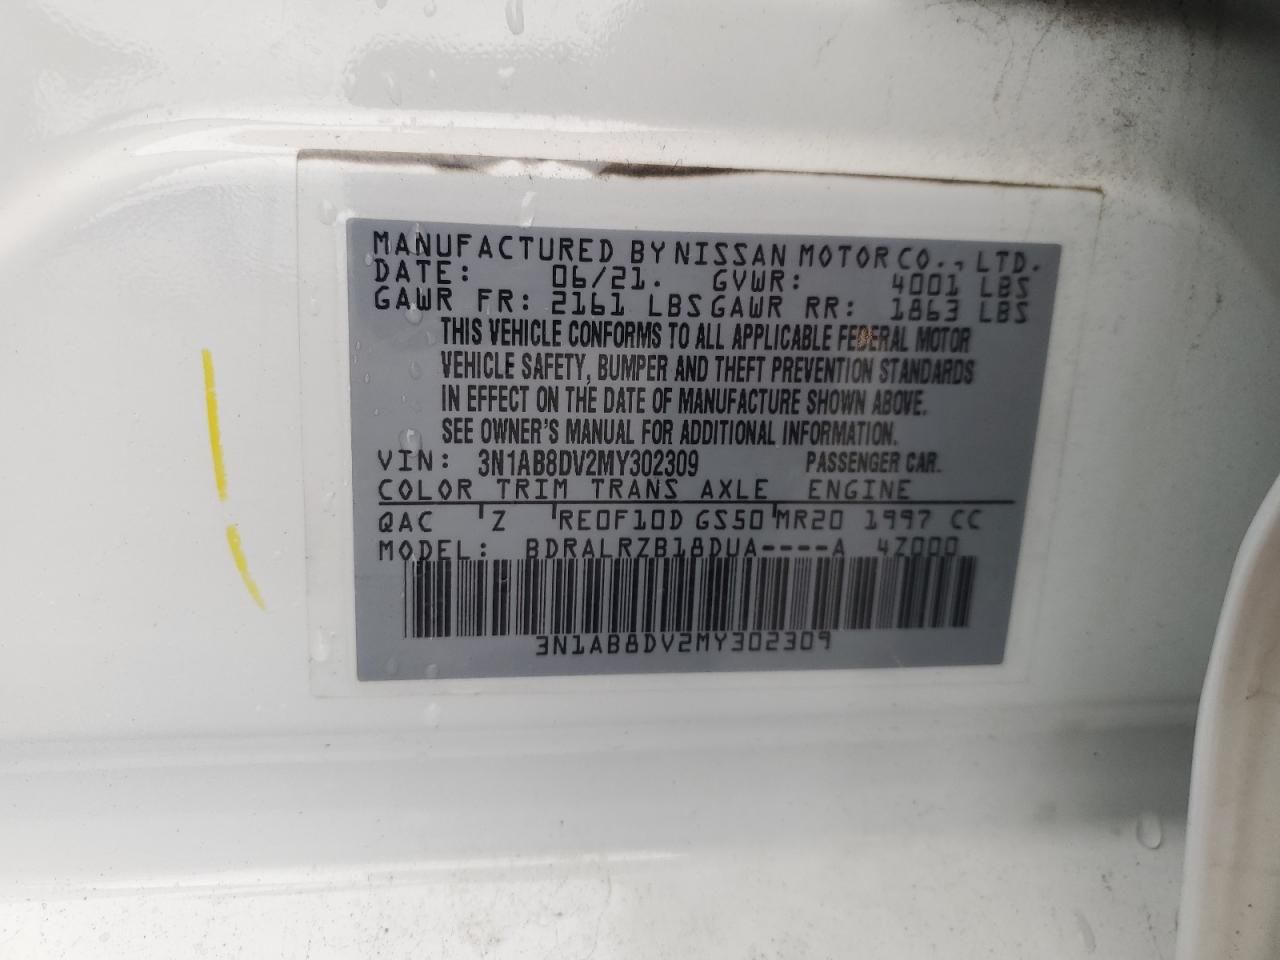 MANUFACTURED BY NISSAN MOTOR CO., LTD.
DATE: 06/21. GVWR: 4001 LBS
GAWR FR: 2161 LBS GAWR RR: 1863 LBS
THIS VEHICLE CONFORMS TO ALL APPLICABLE FEDERAL MOTOR
VEHICLE SAFETY, BUMPER AND THEFT PREVENTION STANDARDS
IN EFFECT ON THE DATE OF MANUFACTURE SHOWN ABOVE.
SEE OWNER'S MANUAL FOR ADDITIONAL INFORMATION.
VIN: 3N1AB8DV2MY302309 PASSENGER CAR.
COLOR TRIM TRANS AXLE ENGINE
QAC Z RE0F10D GS50 MR20 1997 CC
MODEL: BDRALRZB18DUA----A 4Z000
3N1AB8DV2MY302309